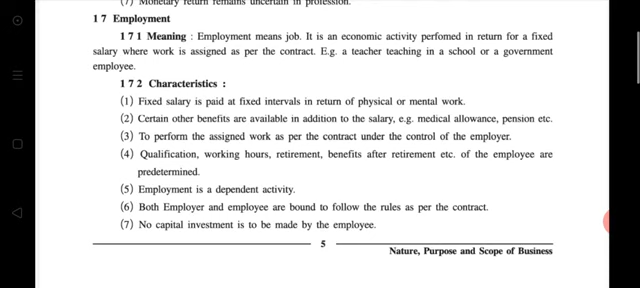 (7) Monetary return remains uncertain in profession.
1 7 Employment
1 7 1 Meaning : Employment means job. It is an economic activity perfomed in return for a fixed
salary where work is assigned as per the contract. E.g. a teacher teaching in a school or a government
employee.
1 7 2 Characteristics :
(1) Fixed salary is paid at fixed intervals in return of physical or mental work.
(2) Certain other benefits are available in addition to the salary, e.g. medical allowance, pension etc.
(3) To perform the assigned work as per the contract under the control of the employer.
(4) Qualification, working hours, retirement, benefits after retirement etc. of the employee are
predetermined.
(5) Employment is a dependent activity.
(6) Both Employer and employee are bound to follow the rules as per the contract.
(7) No capital investment is to be made by the employee.
5
Nature, Purpose and Scope of Business